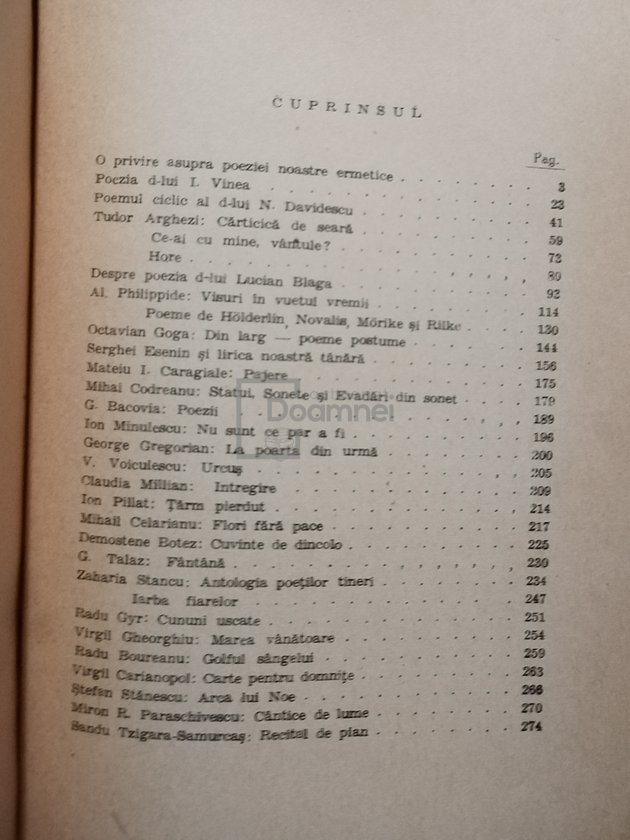 CUPRINSUL
Pag.
O privire asupra poeziei noastre ermetice . . . . . . . 3
Poezia d-lui I. Vinea . . . . . . . . . . . 23
Poemul ciclic al d-lui N. Davidescu . . . . . . . . 41
Tudor Arghezi: Cărticică de seară . . . . . . . . 59
Ce-ai cu mine, vântule? . . . . . . . . 73
Hore . . . . . . . . . . . . . 80
Despre poezia d-lui Lucian Blaga . . . . . . . . 92
Al. Philippide: Visuri în vuetul vremii . . . . . . . 114
Poeme de Hölderlin, Novalis, Mörike și Rilke . . . . 130
Octavian Goga: Din larg — poeme postume . . . . . . 144
Serghei Esenin și lirica noastră tânără . . . . . . . 156
Mateiu I. Caragiale: Pajere . . . . . . . . . . 175
Mihai Codreanu: Statui, Sonete și Evadări din sonet . . . . 179
G. Bacovia: Poezii . . . . . . . . . . . . 189
Ion Minulescu: Nu sunt ce par a fi . . . . . . . . 196
George Gregorian: La poarta din urmă . . . . . . . 200
V. Voiculescu: Urcuș . . . . . . . . . . . 205
Claudia Millian: Intregire . . . . . . . . . . 209
Ion Pillat: Țărm pierdut . . . . . . . . . . 214
Mihail Celarianu: Flori fără pace . . . . . . . . 217
Demostene Botez: Cuvinte de dincolo . . . . . . . . 225
G. Talaz: Fântână . . . . . . . . . . . . 230
Zaharia Stancu: Antologia poeților tineri . . . . . . 234
Iarba fiarelor . . . . . . . . . . 247
Radu Gyr: Cununi uscate . . . . . . . . . . 251
Virgil Gheorghiu: Marea vânătoare . . . . . . . . 254
Radu Boureanu: Golful sângelui . . . . . . . . . 259
Virgil Carianopol: Carte pentru domnițe . . . . . . . 263
Ștefan Stănescu: Arca lui Noe . . . . . . . . . 266
Miron R. Paraschivescu: Cântice de lume . . . . . . . 270
Sandu Tzigara-Samurcaș: Recital de pian . . . . . . . 274
Doamnei